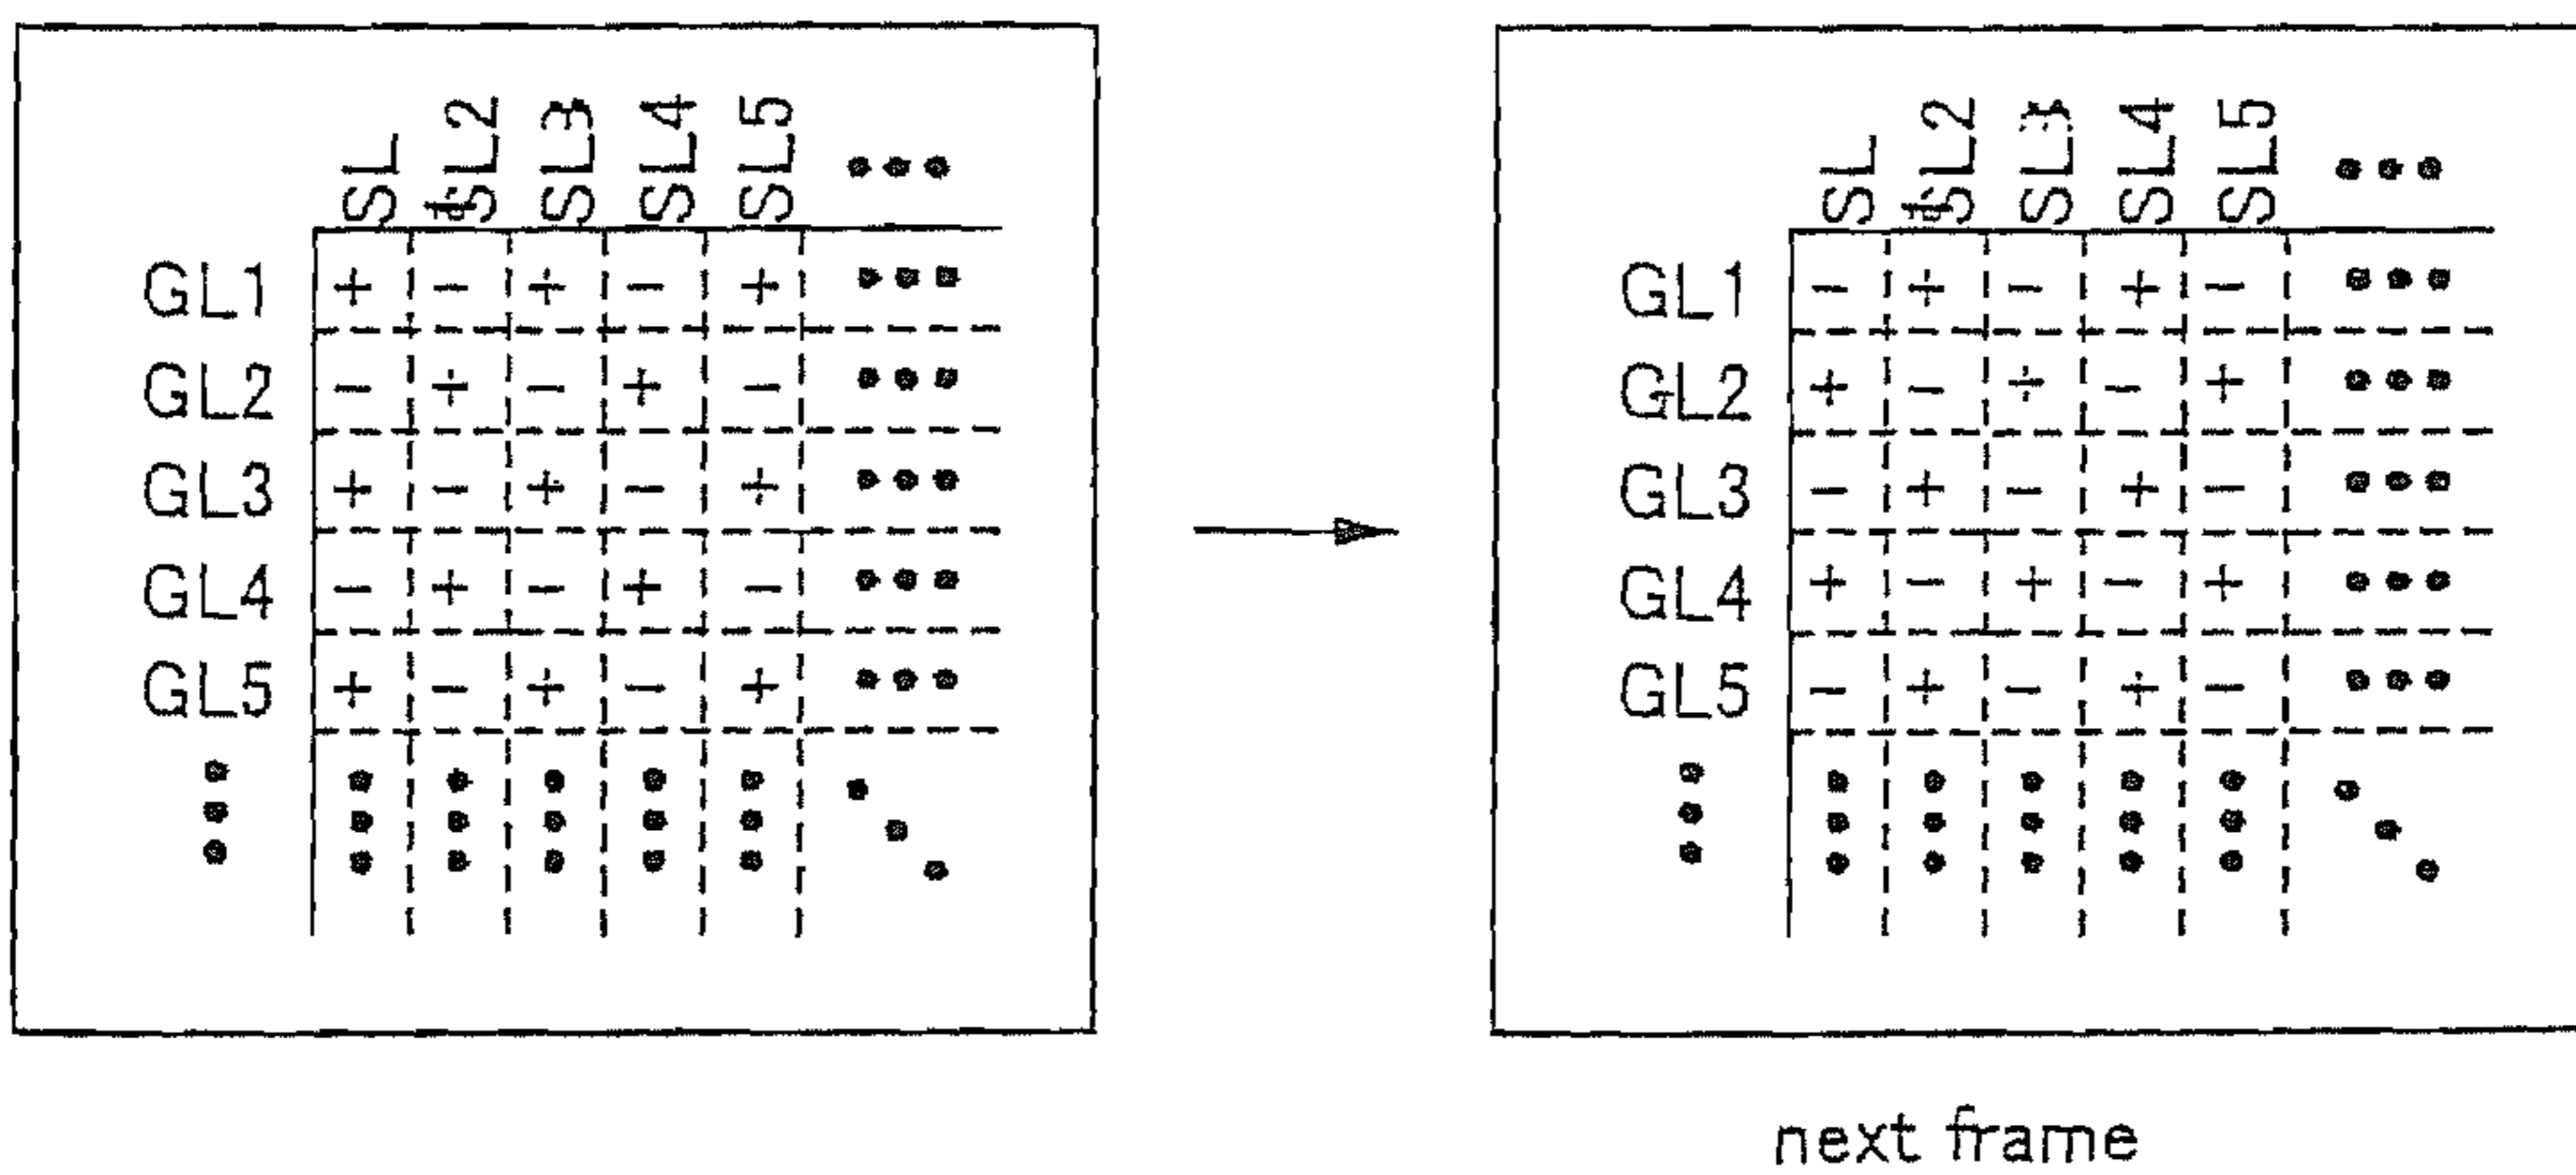 SL1 SL2 SL3 SL4 SL5 •••
GL1 + − + − + •••
GL2 − + − + − •••
GL3 + − + − + •••
GL4 − + − + − •••
GL5 + − + − + •••
SL1 SL2 SL3 SL4 SL5 •••
GL1 − + − + − •••
GL2 + − + − + •••
GL3 − + − + − •••
GL4 + − + − + •••
GL5 − + − + − •••
next frame